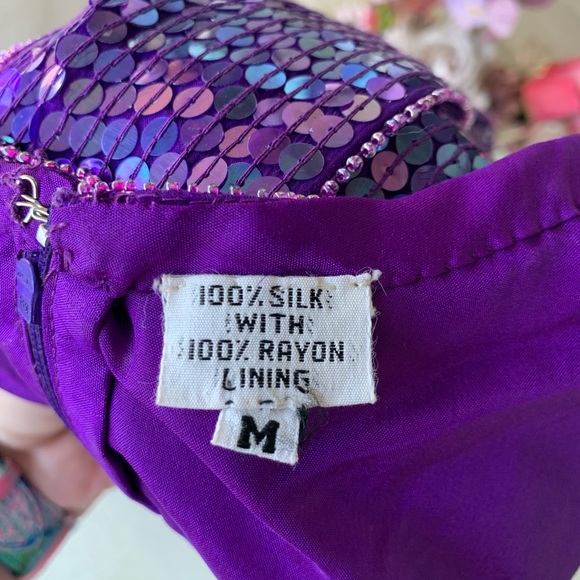 100% SILK
WITH
100% RAYON
LINING
M